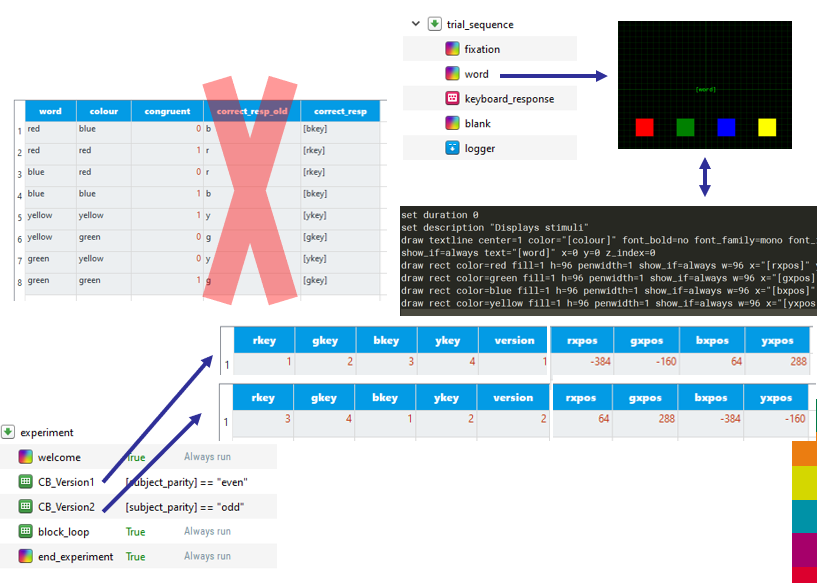 trial_sequence
fixation
word
keyboard_response
blank
logger
[word]
word colour congruent correct_resp_old correct_resp
1 red blue 0 b [bkey]
2 red red 1 r [rkey]
3 blue red 0 r [rkey]
4 blue blue 1 b [bkey]
5 yellow yellow 1 y [ykey]
6 yellow green 0 g [gkey]
7 green yellow 0 y [ykey]
8 green green 1 g [gkey]
set duration 0
set description "Displays stimuli"
draw textline center=1 color="[colour]" font_bold=no font_family=mono font_
show_if=always text="[word]" x=0 y=0 z_index=0
draw rect color=red fill=1 h=96 penwidth=1 show_if=always w=96 x="[rxpos]" y
draw rect color=green fill=1 h=96 penwidth=1 show_if=always w=96 x="[gxpos]
draw rect color=blue fill=1 h=96 penwidth=1 show_if=always w=96 x="[bxpos]"
draw rect color=yellow fill=1 h=96 penwidth=1 show_if=always w=96 x="[yxpos
rkey gkey bkey ykey version rxpos gxpos bxpos yxpos
1 1 2 3 4 1 -384 -160 64 288
rkey gkey bkey ykey version rxpos gxpos bxpos yxpos
1 3 4 1 2 2 64 288 -384 -160
experiment
welcome True Always run
CB_Version1 [subject_parity] == "even"
CB_Version2 [subject_parity] == "odd"
block_loop True Always run
end_experiment True Always run